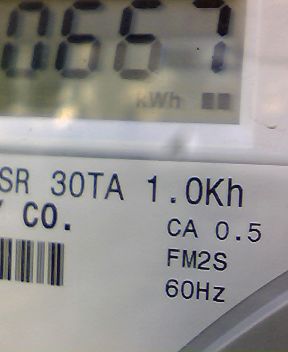 0667
kWh
SR 30TA 1.0Kh
Y CO.
CA 0.5
FM2S
60Hz